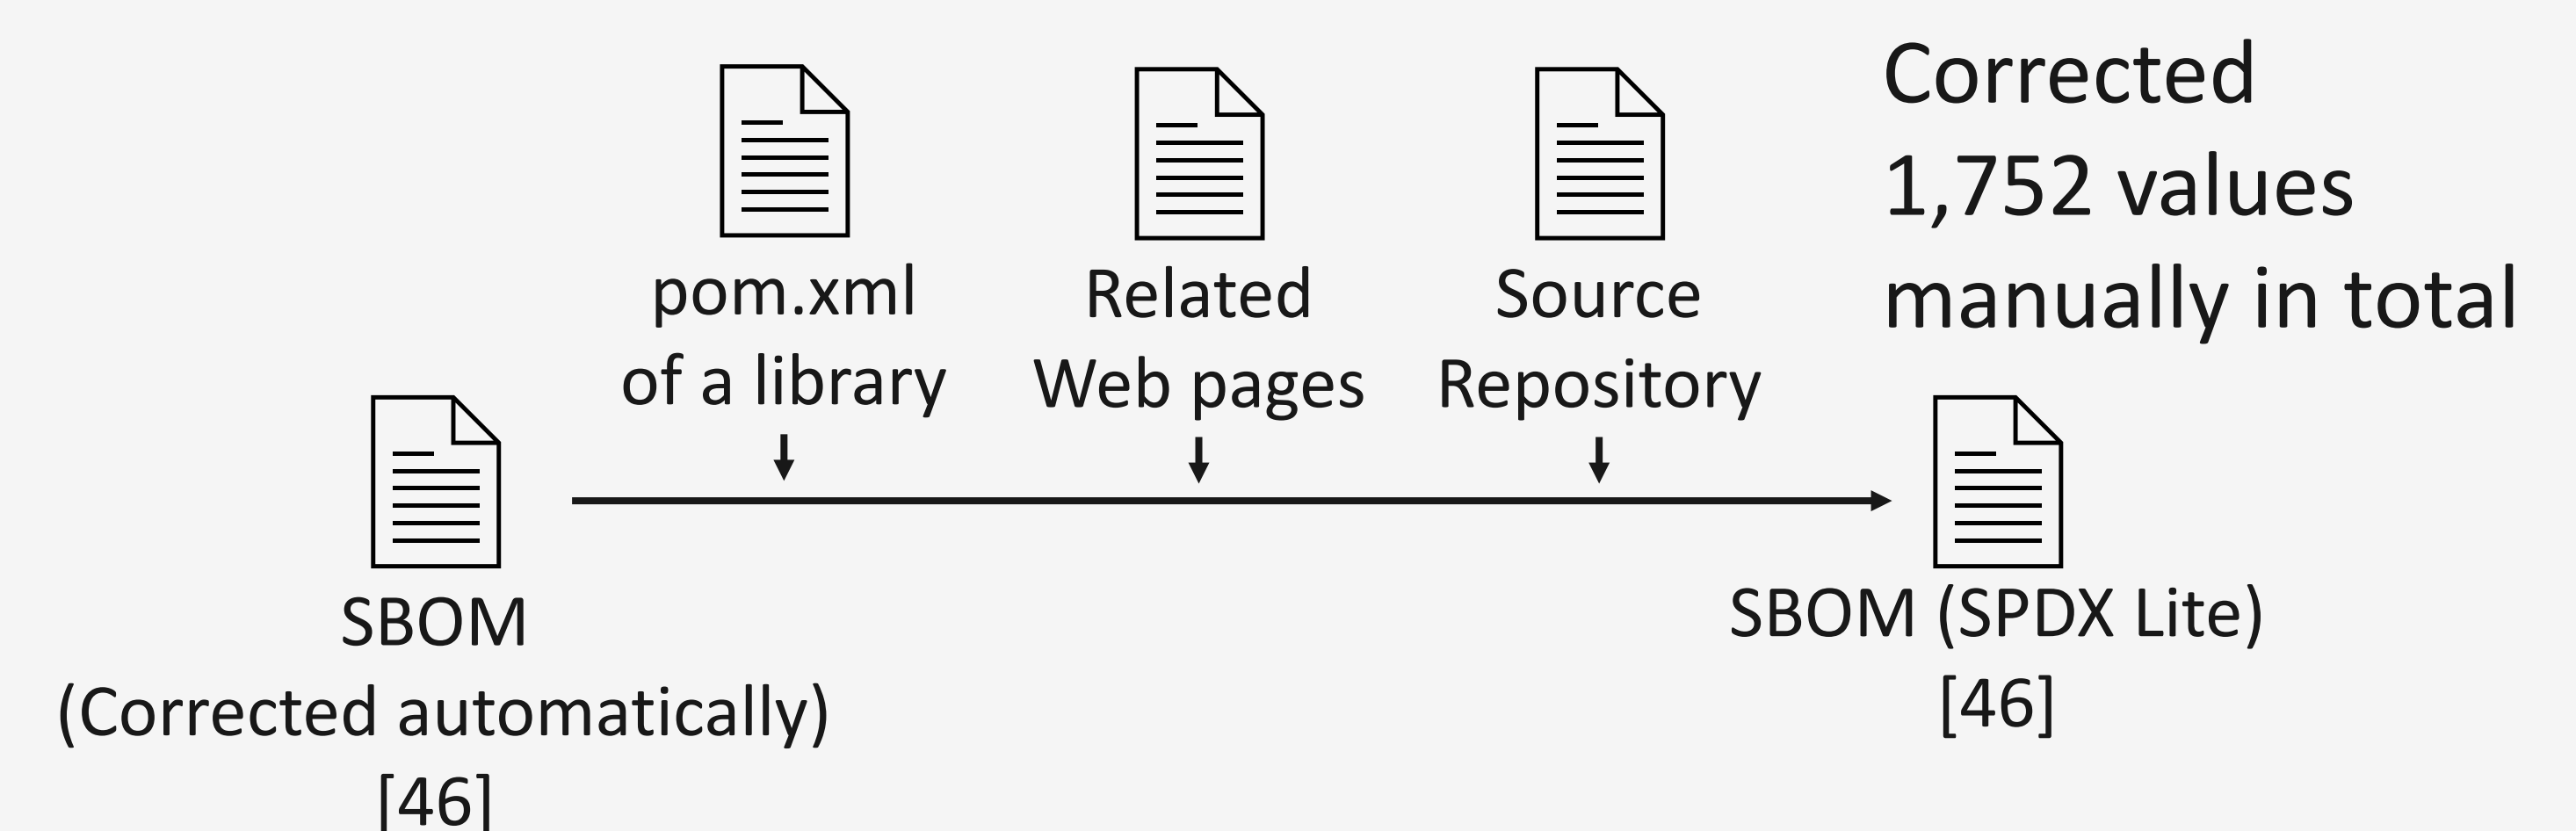 pom.xml
of a library
Related
Web pages
Source
Repository
Corrected
1,752 values
manually in total
SBOM
(Corrected automatically)
[46]
SBOM (SPDX Lite)
[46]